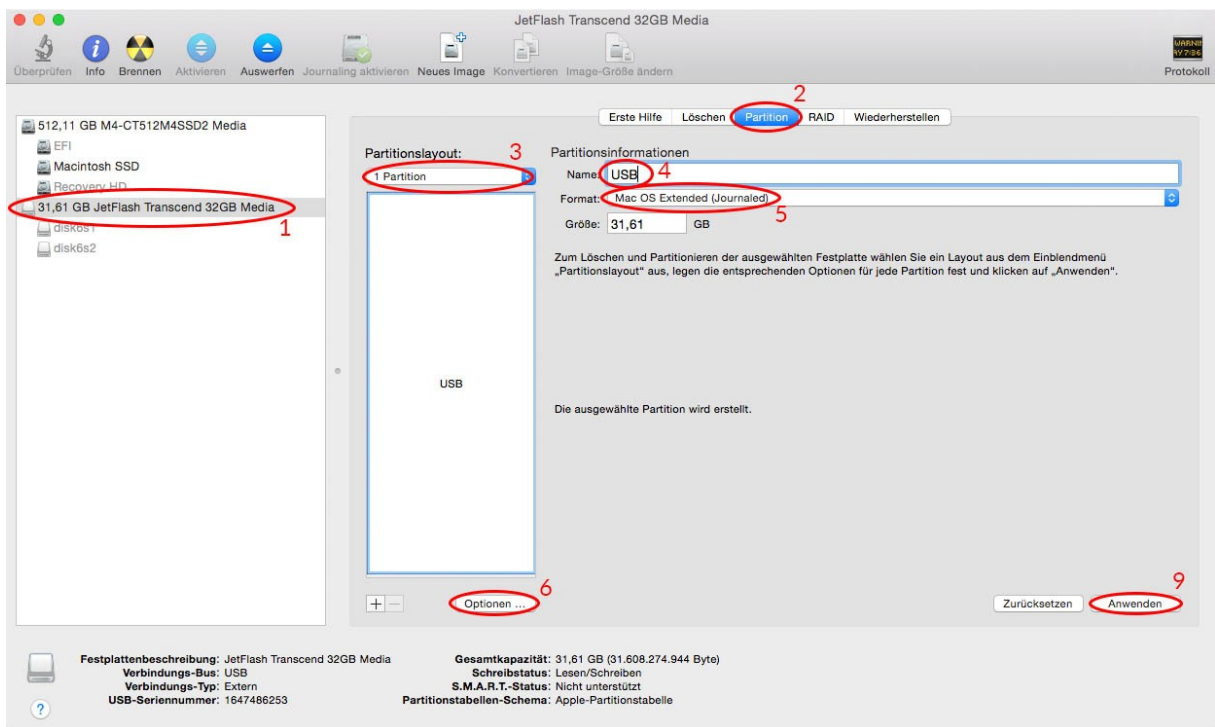 JetFlash Transcend 32GB Media
Überprüfen Info Brennen Aktivieren Auswerfen Journaling aktivieren Neues Image Konvertieren Image-Größe ändern Protokoll
WARNIN
AY 7:36
2
Erste Hilfe Löschen Partition RAID Wiederherstellen
512,11 GB M4-CT512M4SSD2 Media
EFI
Macintosh SSD
Recovery HD
31,61 GB JetFlash Transcend 32GB Media
1
disk6s1
disk6s2
Partitionslayout: 3
1 Partition
USB
Partitionsinformationen
Name: USB 4
Format: Mac OS Extended (Journaled)
5
Größe: 31,61 GB
Zum Löschen und Partitionieren der ausgewählten Festplatte wählen Sie ein Layout aus dem Einblendmenü
„Partitionslayout“ aus, legen die entsprechenden Optionen für jede Partition fest und klicken auf „Anwenden“.
Die ausgewählte Partition wird erstellt.
+ − Optionen ... 6
9
Zurücksetzen Anwenden
Festplattenbeschreibung: JetFlash Transcend 32GB Media
Verbindungs-Bus: USB
Verbindungs-Typ: Extern
USB-Seriennummer: 1647486253
Gesamtkapazität: 31,61 GB (31.608.274.944 Byte)
Schreibstatus: Lesen/Schreiben
S.M.A.R.T.-Status: Nicht unterstützt
Partitionstabellen-Schema: Apple-Partitionstabelle
?